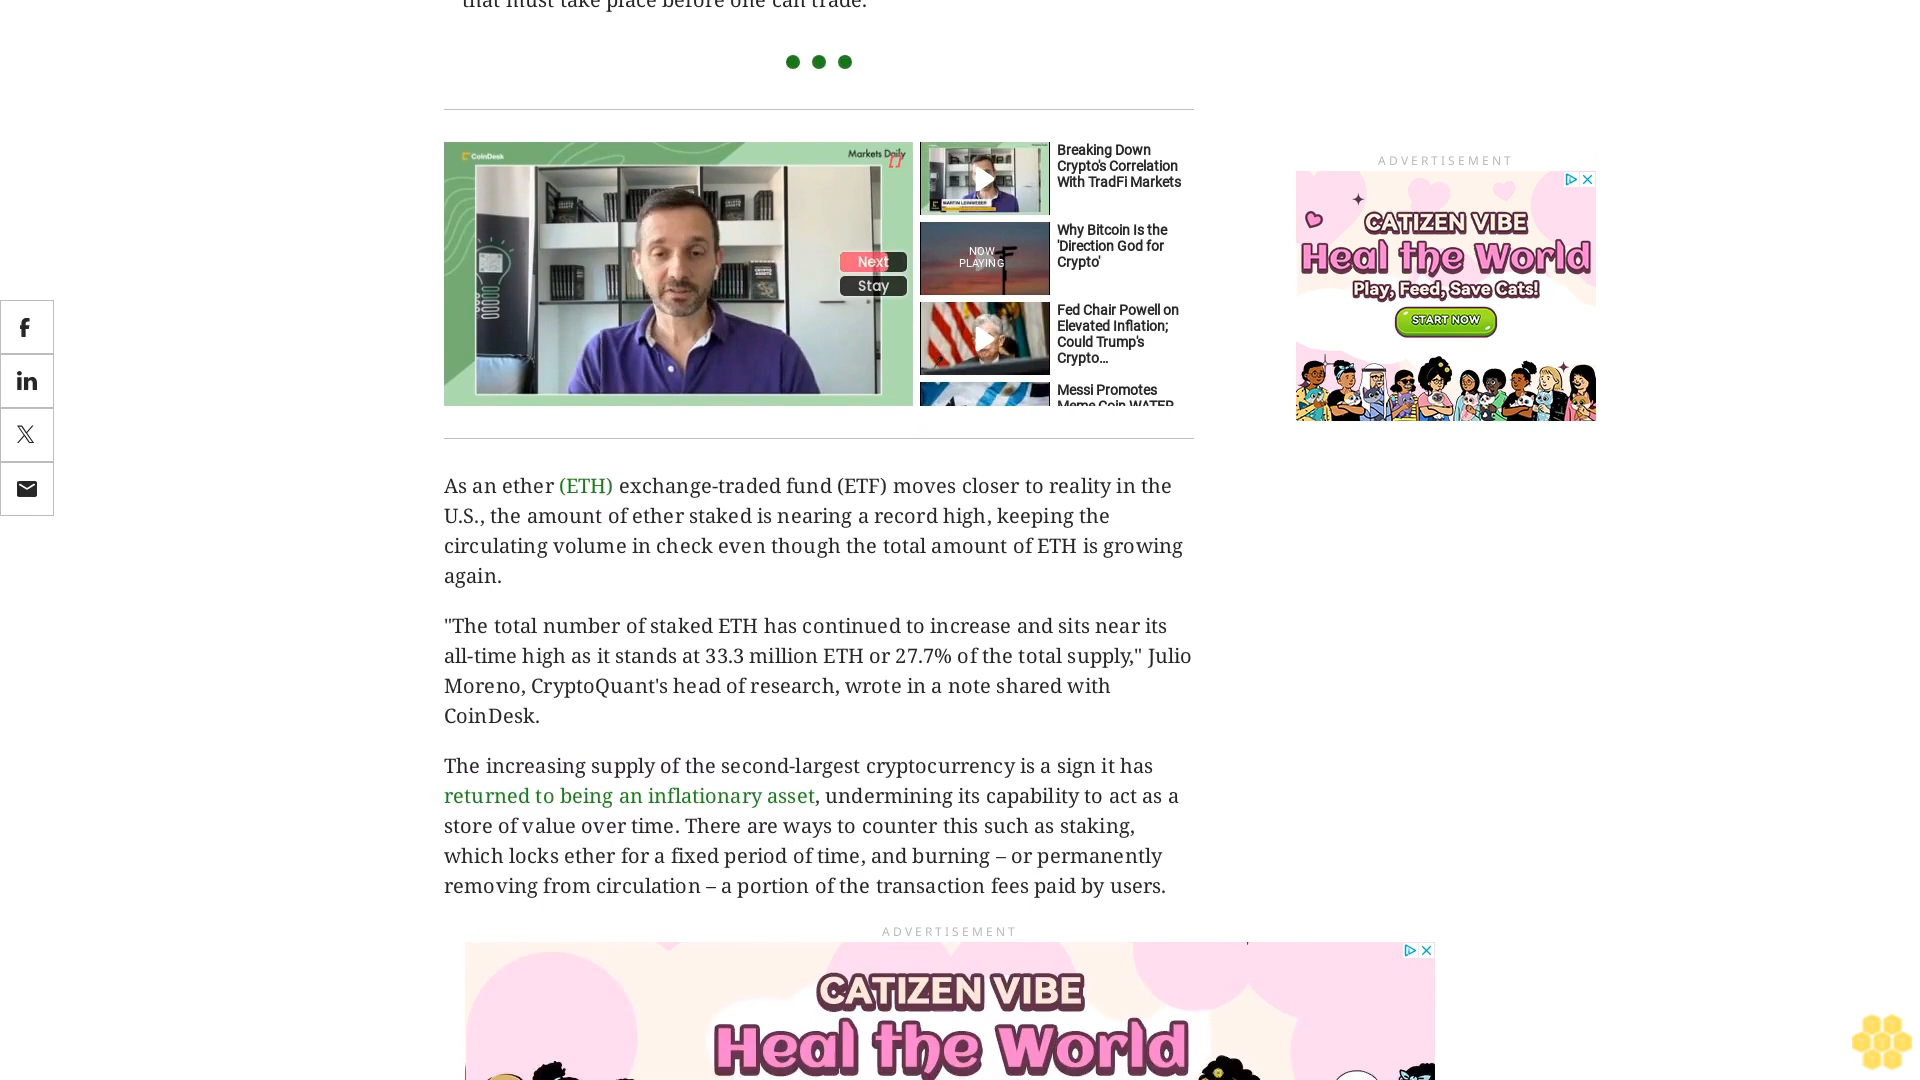 that must take place before one can trade.
CoinDesk
Markets Daily
Next
Stay
MARTIN LEINWEBER
Breaking Down
Crypto's Correlation
With TradFi Markets
NOW
PLAYING
Why Bitcoin Is the
'Direction God for
Crypto'
Fed Chair Powell on
Elevated Inflation;
Could Trump's
Crypto...
Messi Promotes
Meme Coin WATER
ADVERTISEMENT
CATIZEN VIBE
Heal the World
Play, Feed, Save Cats!
START NOW
As an ether (ETH) exchange-traded fund (ETF) moves closer to reality in the
U.S., the amount of ether staked is nearing a record high, keeping the
circulating volume in check even though the total amount of ETH is growing
again.
"The total number of staked ETH has continued to increase and sits near its
all-time high as it stands at 33.3 million ETH or 27.7% of the total supply," Julio
Moreno, CryptoQuant's head of research, wrote in a note shared with
CoinDesk.
The increasing supply of the second-largest cryptocurrency is a sign it has
returned to being an inflationary asset, undermining its capability to act as a
store of value over time. There are ways to counter this such as staking,
which locks ether for a fixed period of time, and burning – or permanently
removing from circulation – a portion of the transaction fees paid by users.
ADVERTISEMENT
CATIZEN VIBE
Heal the World